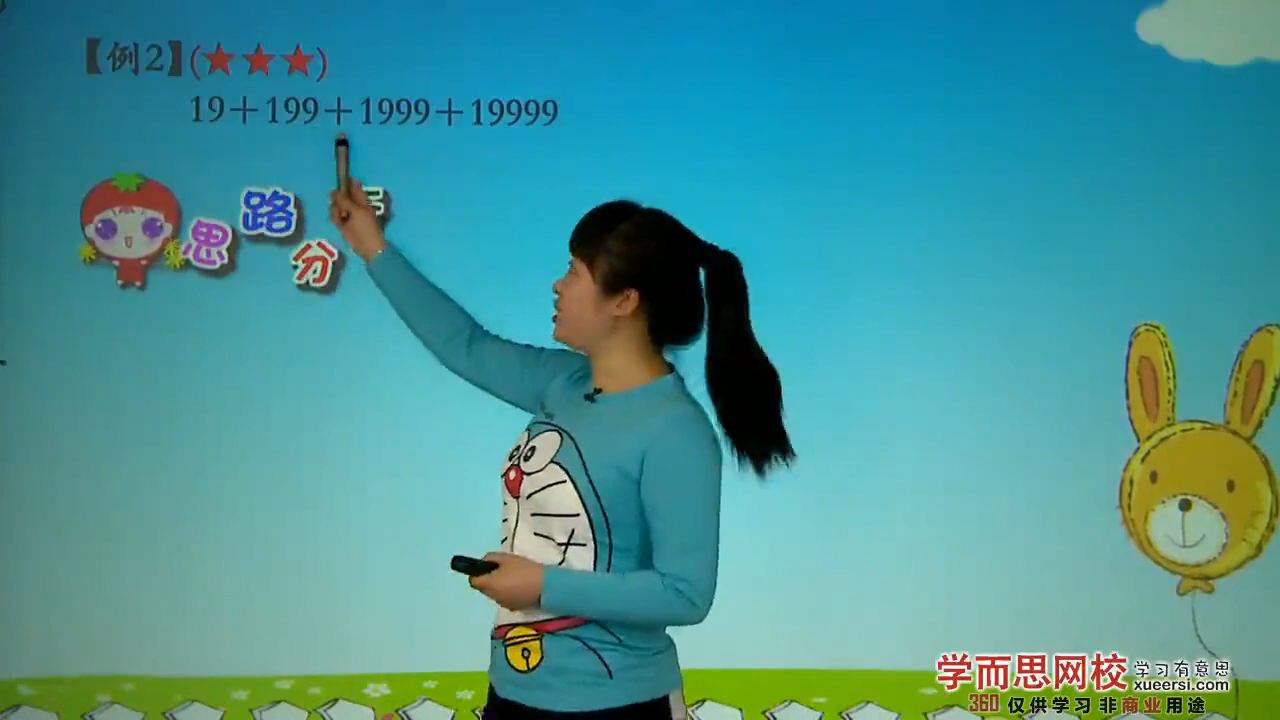 【例2】(★★★)
19+199+1999+19999
思路分
学而思网校 学习有意思
xueersi.com
360 仅供学习 非商业用途